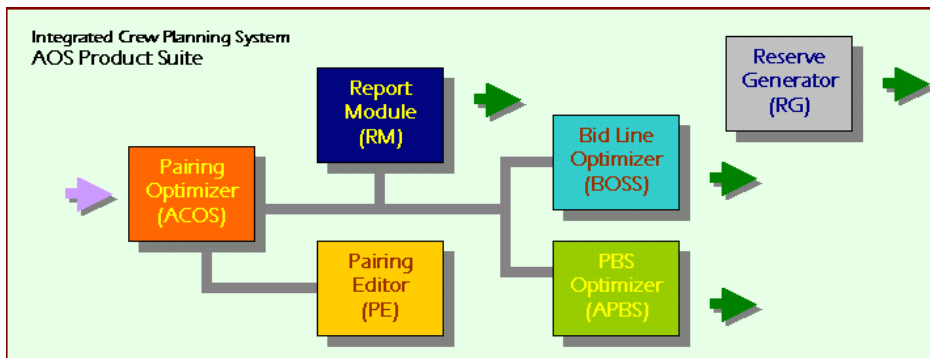 Integrated Crew Planning System
AOS Product Suite
Report
Module
(RM)
Reserve
Generator
(RG)
Pairing
Optimizer
(ACOS)
Bid Line
Optimizer
(BOSS)
Pairing
Editor
(PE)
PBS
Optimizer
(APBS)